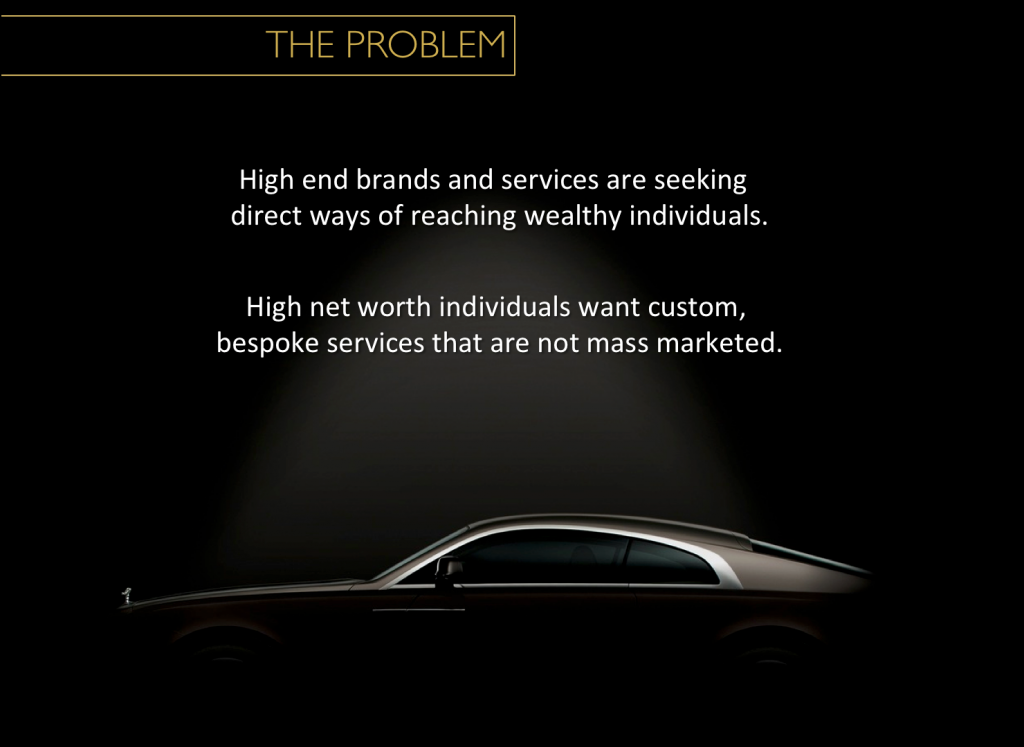 THE PROBLEM
High end brands and services are seeking
direct ways of reaching wealthy individuals.
High net worth individuals want custom,
bespoke services that are not mass marketed.